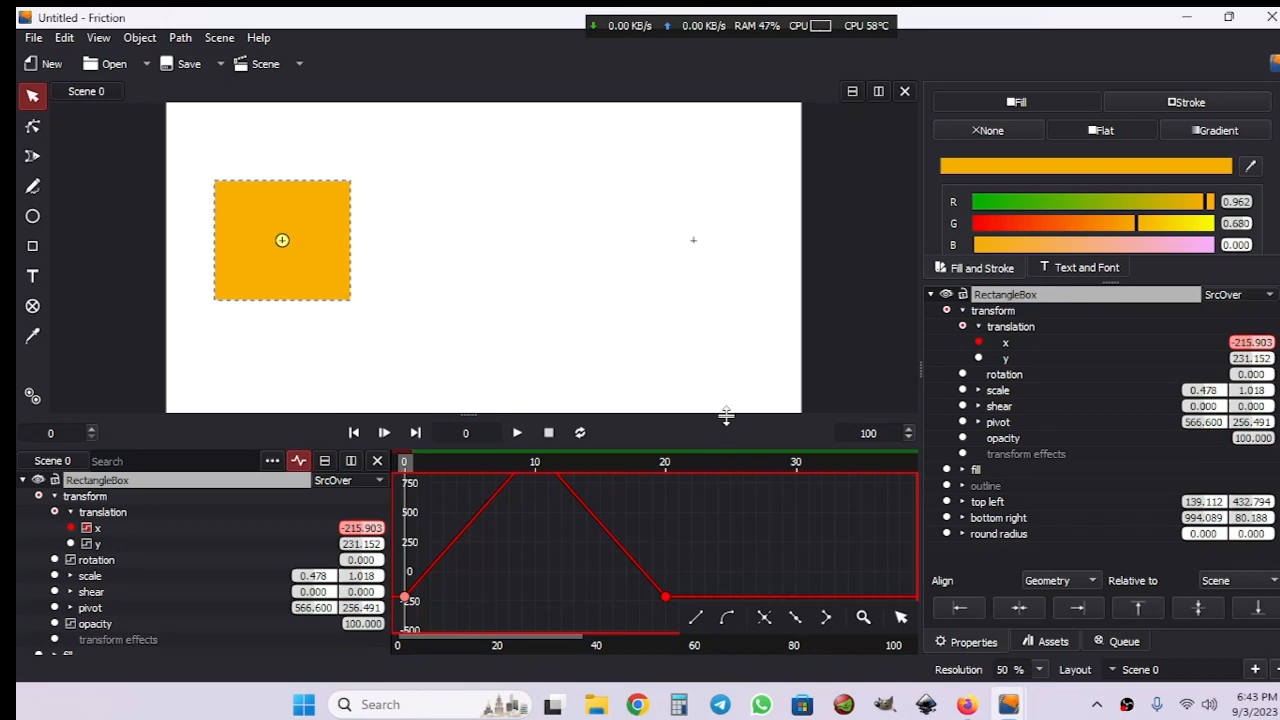 Untitled - Friction
0.00 KB/s 0.00 KB/s RAM 47% CPU CPU 58°C
File Edit View Object Path Scene Help
New Open Save Scene
Scene 0
Fill Stroke
None Flat Gradient
R 0.962
G 0.680
B 0.000
Fill and Stroke T Text and Font
RectangleBox SrcOver
transform
translation
x -215.903
y 231.152
rotation 0.000
scale 0.478 1.018
shear 0.000 0.000
pivot 566.600 256.491
opacity 100.000
transform effects
fill
outline
top left 139.112 432.794
bottom right 994.089 80.188
round radius 0.000 0.000
Align Geometry Relative to Scene
Properties Assets Queue
Resolution 50 % Layout Scene 0
0 0 100
Scene 0 Search
0 10 20 30
RectangleBox SrcOver
transform
translation
x -215.903
y 231.152
rotation 0.000
scale 0.478 1.018
shear 0.000 0.000
pivot 566.600 256.491
opacity 100.000
transform effects
750
500
250
0
-250
0 20 40 60 80 100
Search
6:43 PM
9/3/2023